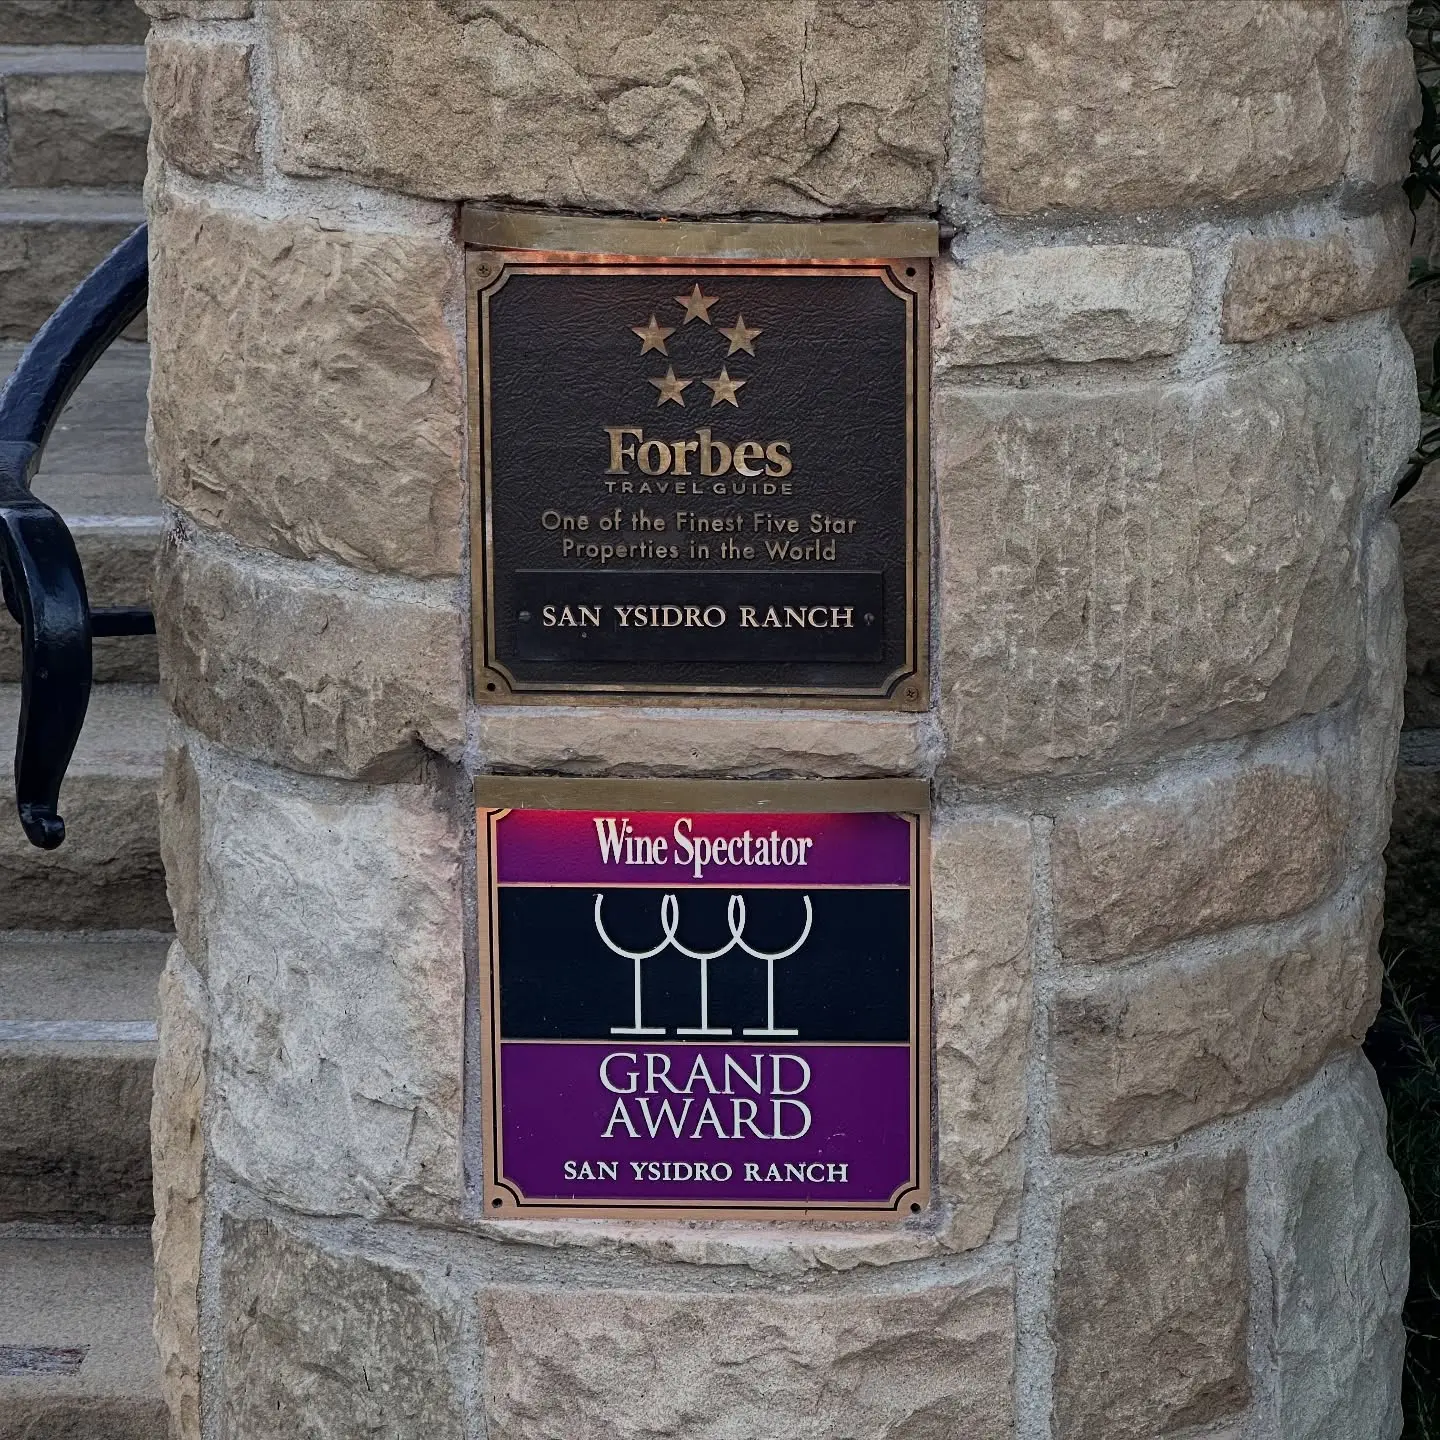 Forbes
TRAVEL GUIDE
One of the Finest Five Star
Properties in the World
SAN YSIDRO RANCH
Wine Spectator
GRAND
AWARD
SAN YSIDRO RANCH